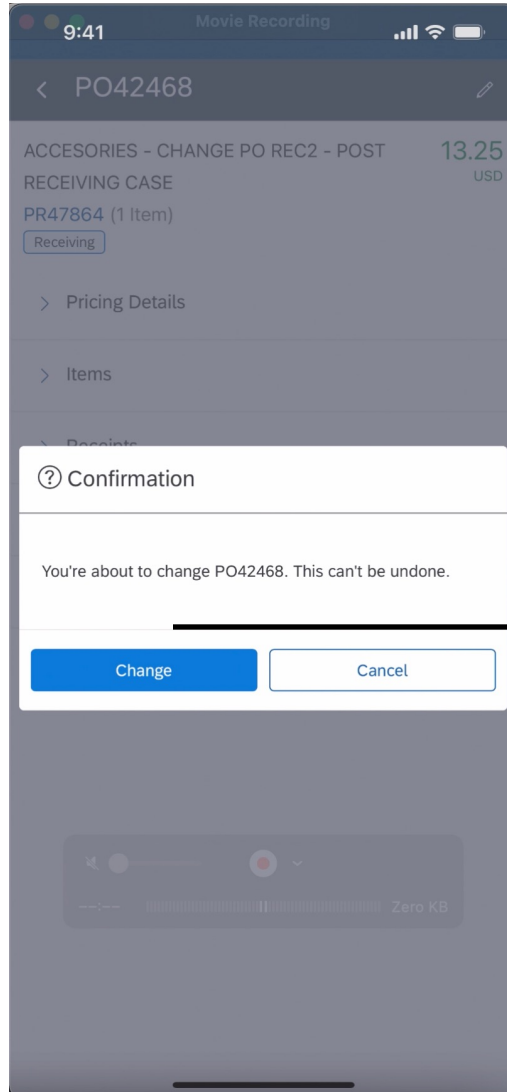 Movie Recording
9:41
PO42468
ACCESORIES - CHANGE PO REC2 - POST
RECEIVING CASE
13.25
USD
PR47864 (1 Item)
Receiving
Pricing Details
Items
Receipts
Confirmation
You're about to change PO42468. This can't be undone.
Change
Cancel
--:--
Zero KB